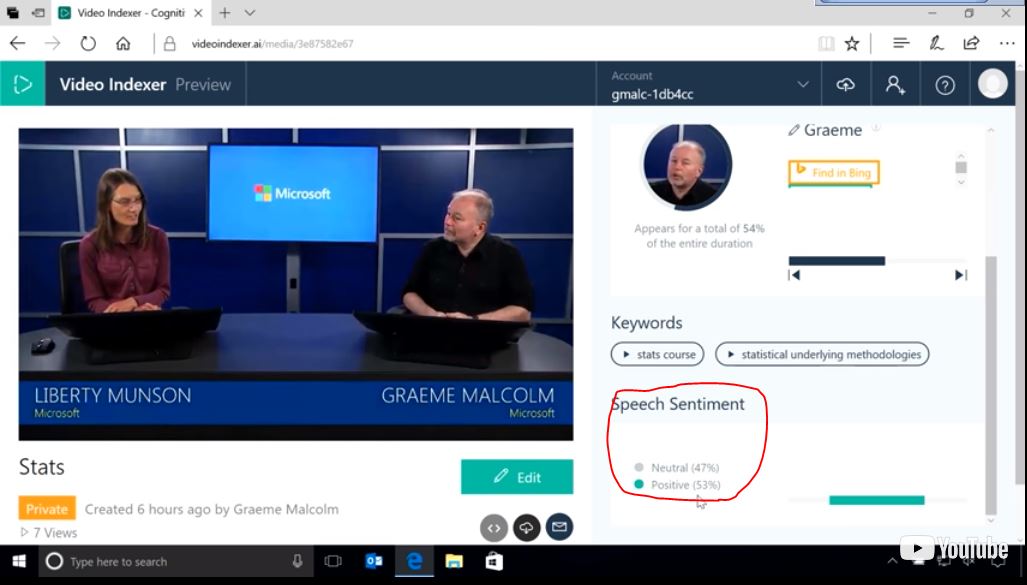 Video Indexer - Cogniti
videoindexer.ai/media/3e87582e67
Video Indexer Preview
Account
gmalc-1db4cc
Microsoft
LIBERTY MUNSON
Microsoft
GRAEME MALCOLM
Microsoft
Stats
Edit
Private
Created 6 hours ago by Graeme Malcolm
7 Views
Graeme
Find in Bing
Appears for a total of 54%
of the entire duration
Keywords
stats course
statistical underlying methodologies
Speech Sentiment
Neutral (47%)
Positive (53%)
Type here to search
YouTube